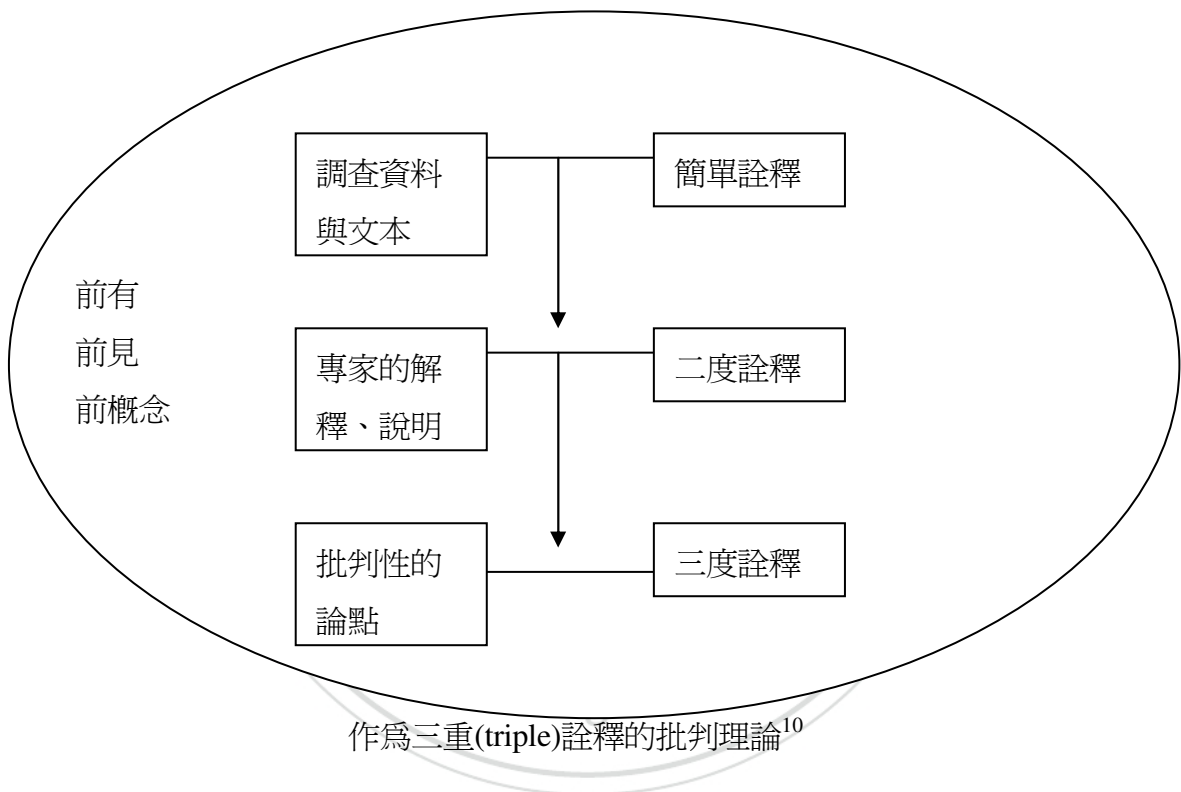 調查資料
與文本
簡單詮釋
前有
前見
前概念
專家的解
釋、說明
二度詮釋
批判性的
論點
三度詮釋
作爲三重(triple)詮釋的批判理論10